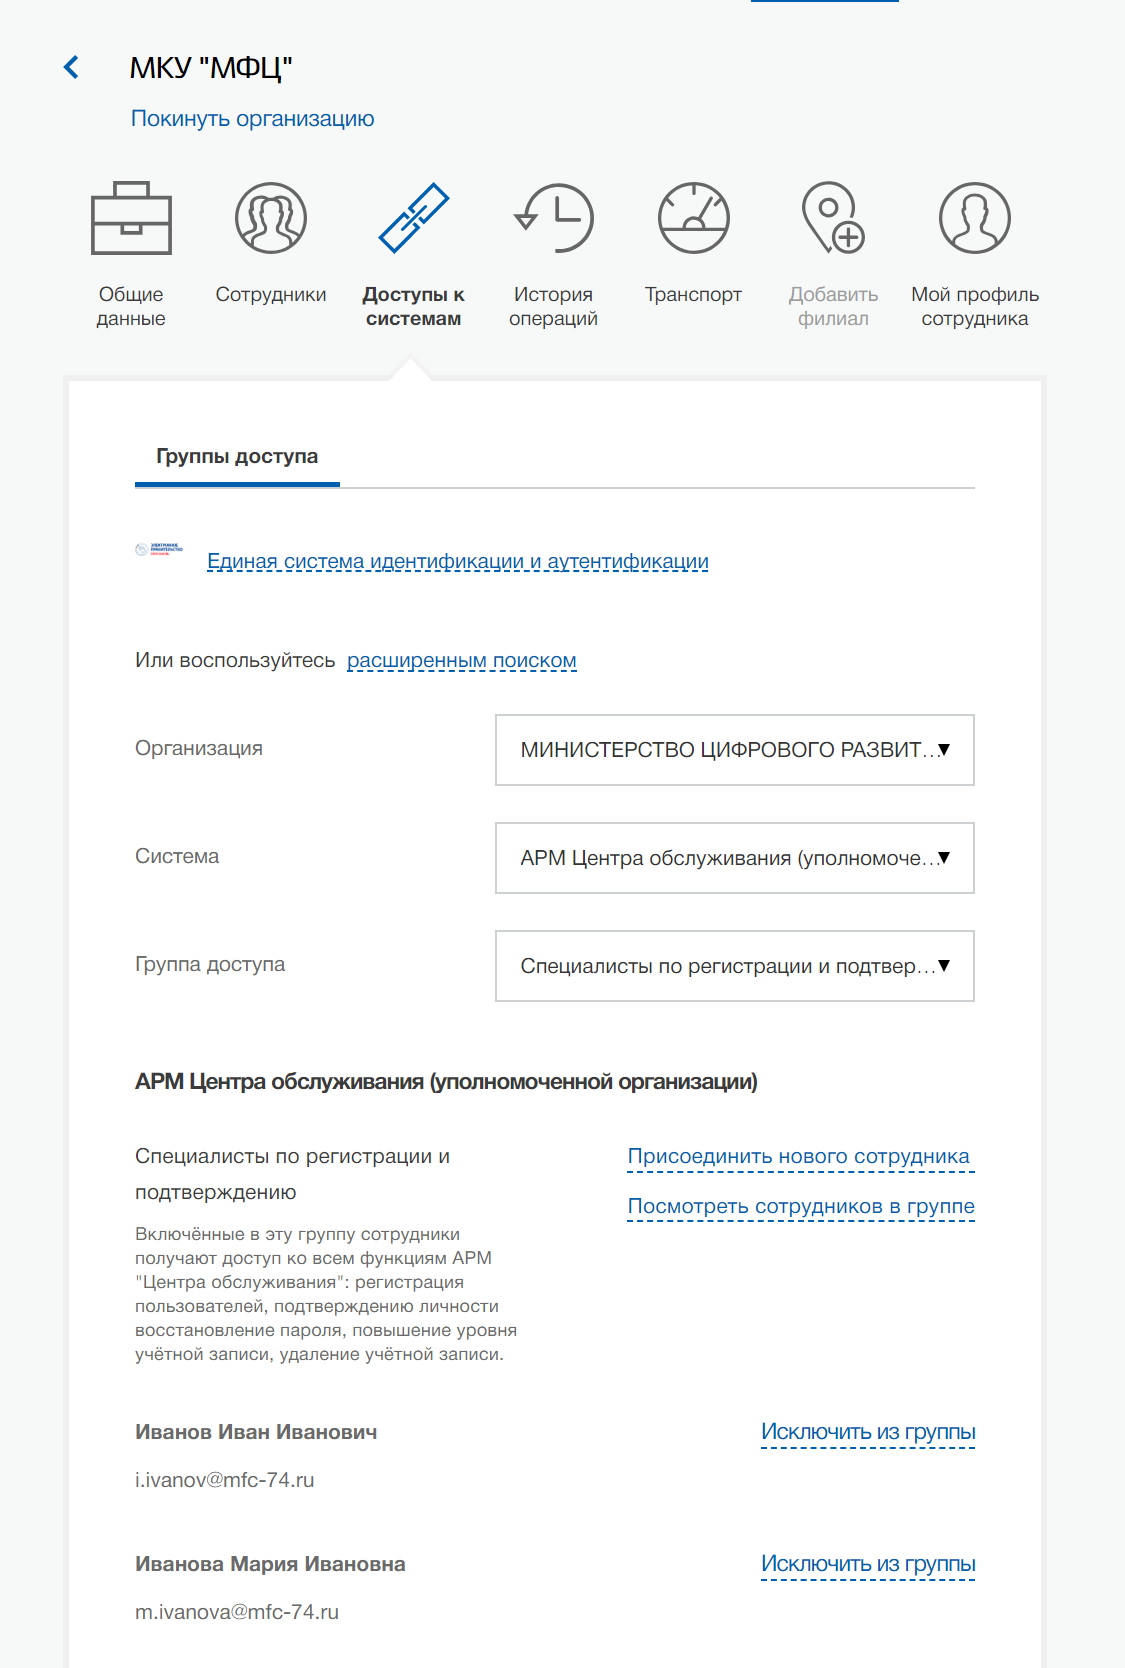 МКУ "МФЦ"
Покинуть организацию
Общие
данные
Сотрудники
Доступы к
системам
История
операций
Транспорт
Добавить
филиал
Мой профиль
сотрудника
Группы доступа
ЭЛЕКТРОННОЕ
ПРАВИТЕЛЬСТВО
Единая система идентификации и аутентификации
Или воспользуйтесь расширенным поиском
Организация
МИНИСТЕРСТВО ЦИФРОВОГО РАЗВИТ...
Система
АРМ Центра обслуживания (уполномоче...
Группа доступа
Специалисты по регистрации и подтвер...
АРМ Центра обслуживания (уполномоченной организации)
Специалисты по регистрации и
подтверждению
Присоединить нового сотрудника
Посмотреть сотрудников в группе
Включённые в эту группу сотрудники
получают доступ ко всем функциям АРМ
"Центра обслуживания": регистрация
пользователей, подтверждению личности
восстановление пароля, повышение уровня
учётной записи, удаление учётной записи.
Иванов Иван Иванович
Исключить из группы
i.ivanov@mfc-74.ru
Иванова Мария Ивановна
Исключить из группы
m.ivanova@mfc-74.ru